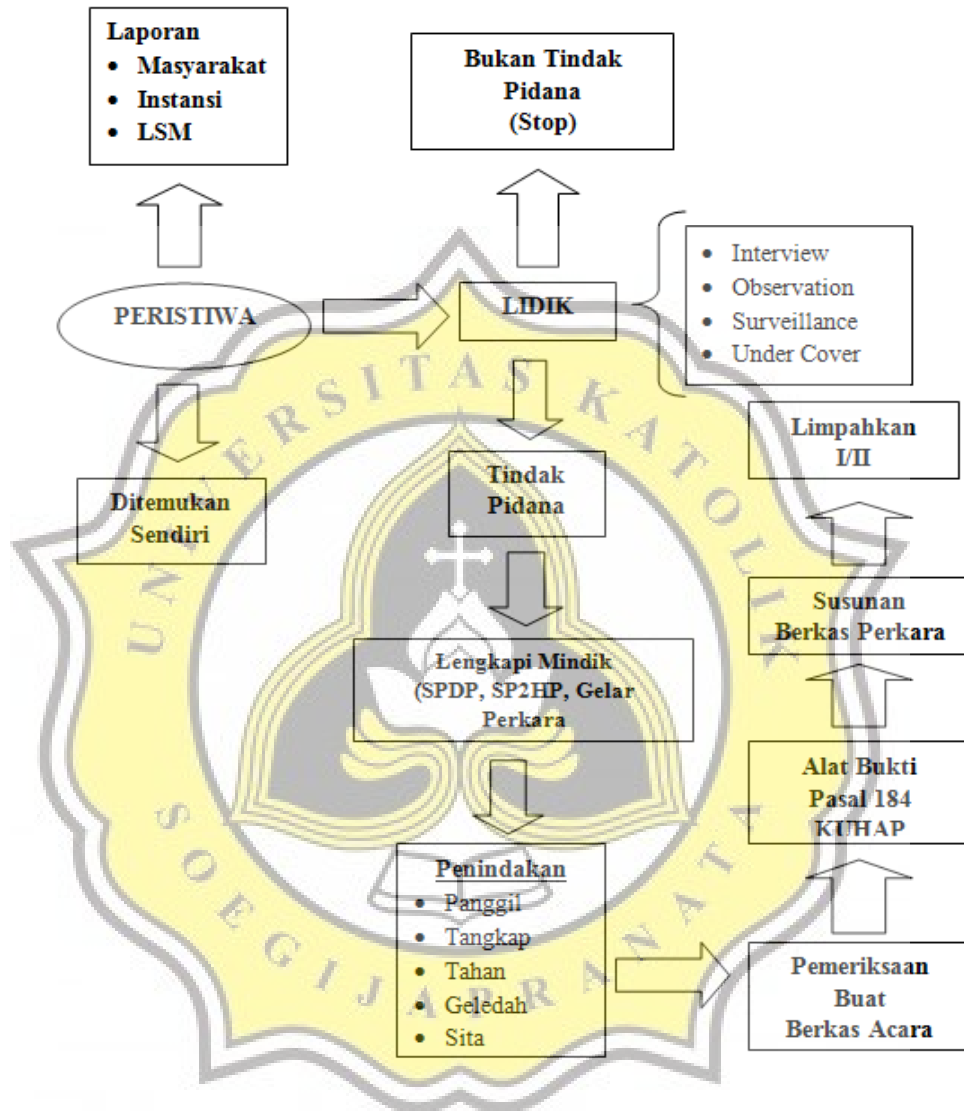 Laporan
• Masyarakat
• Instansi
• LSM
Bukan Tindak
Pidana
(Stop)
PERISTIWA
LIDIK
• Interview
• Observation
• Surveillance
• Under Cover
Ditemukan
Sendiri
Tindak
Pidana
Lengkapi Mindik
(SPDP, SP2HP, Gelar
Perkara
Penindakan
• Panggil
• Tangkap
• Tahan
• Geledah
• Sita
Pemeriksaan
Buat
Berkas Acara
Alat Bukti
Pasal 184
KUHAP
Susunan
Berkas Perkara
Limpahkan
I/II
UNIVERSITAS KATOLIK
SOEGIJAPRANATA